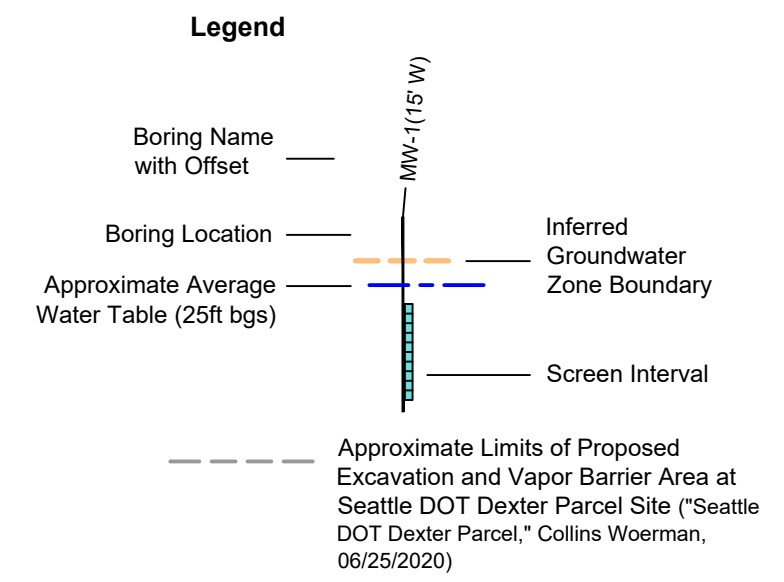 Legend
MW-1(15' W)
Boring Name
with Offset
Boring Location
Inferred
Groundwater
Zone Boundary
Approximate Average
Water Table (25ft bgs)
Screen Interval
Approximate Limits of Proposed
Excavation and Vapor Barrier Area at
Seattle DOT Dexter Parcel Site ("Seattle
DOT Dexter Parcel," Collins Woerman,
06/25/2020)